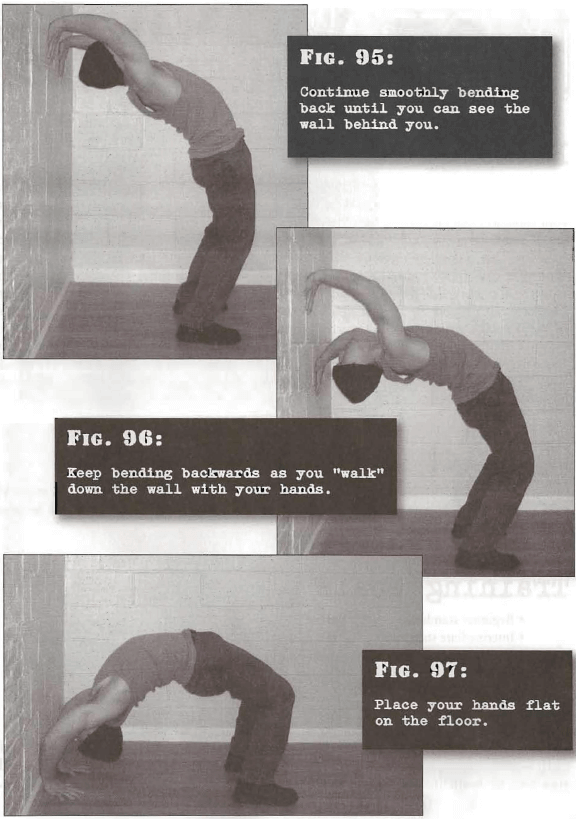 FIG. 95:
Continue smoothly bending
back until you can see the
wall behind you.
FIG. 96:
Keep bending backwards as you "walk"
down the wall with your hands.
FIG. 97:
Place your hands flat
on the floor.